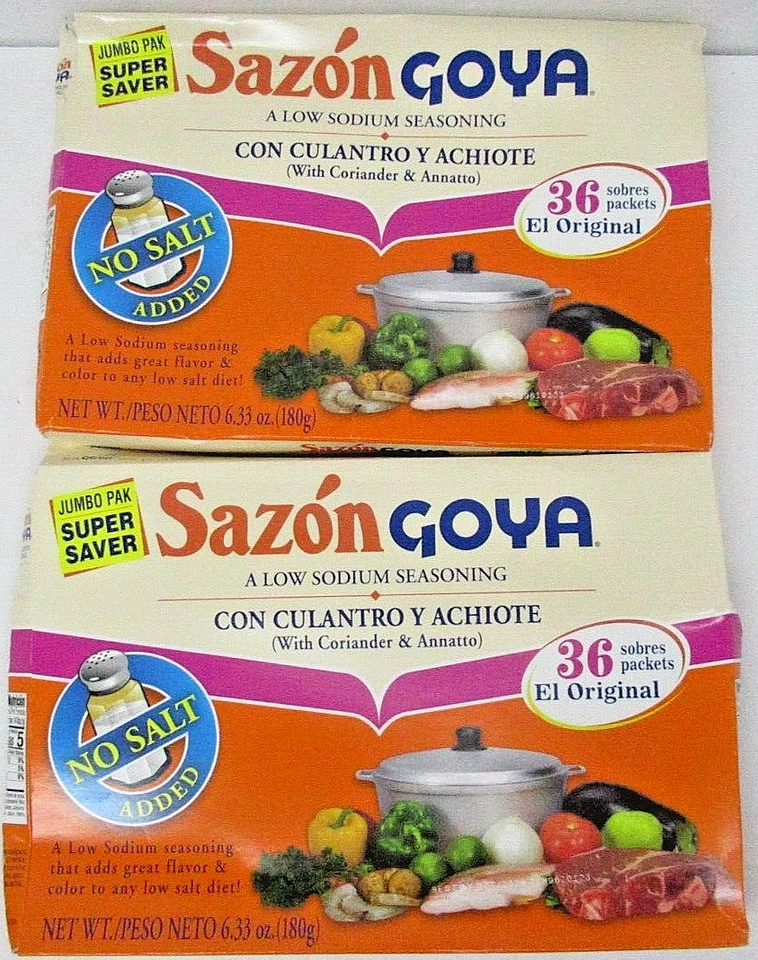 JUMBO PAK
SUPER
SAVER
Sazón GOYA
A LOW SODIUM SEASONING
CON CULANTRO Y ACHIOTE
(With Coriander & Annatto)
36 sobres
packets
El Original
NO SALT
ADDED
A Low Sodium seasoning
that adds great flavor &
color to any low salt diet!
NET WT./PESO NETO 6.33 oz. (180g)
Sazón GOYA
JUMBO PAK
SUPER
SAVER
Sazón GOYA
A LOW SODIUM SEASONING
CON CULANTRO Y ACHIOTE
(With Coriander & Annatto)
36 sobres
packets
El Original
NO SALT
ADDED
A Low Sodium seasoning
that adds great flavor &
color to any low salt diet!
NET WT./PESO NETO 6.33 oz. (180g)